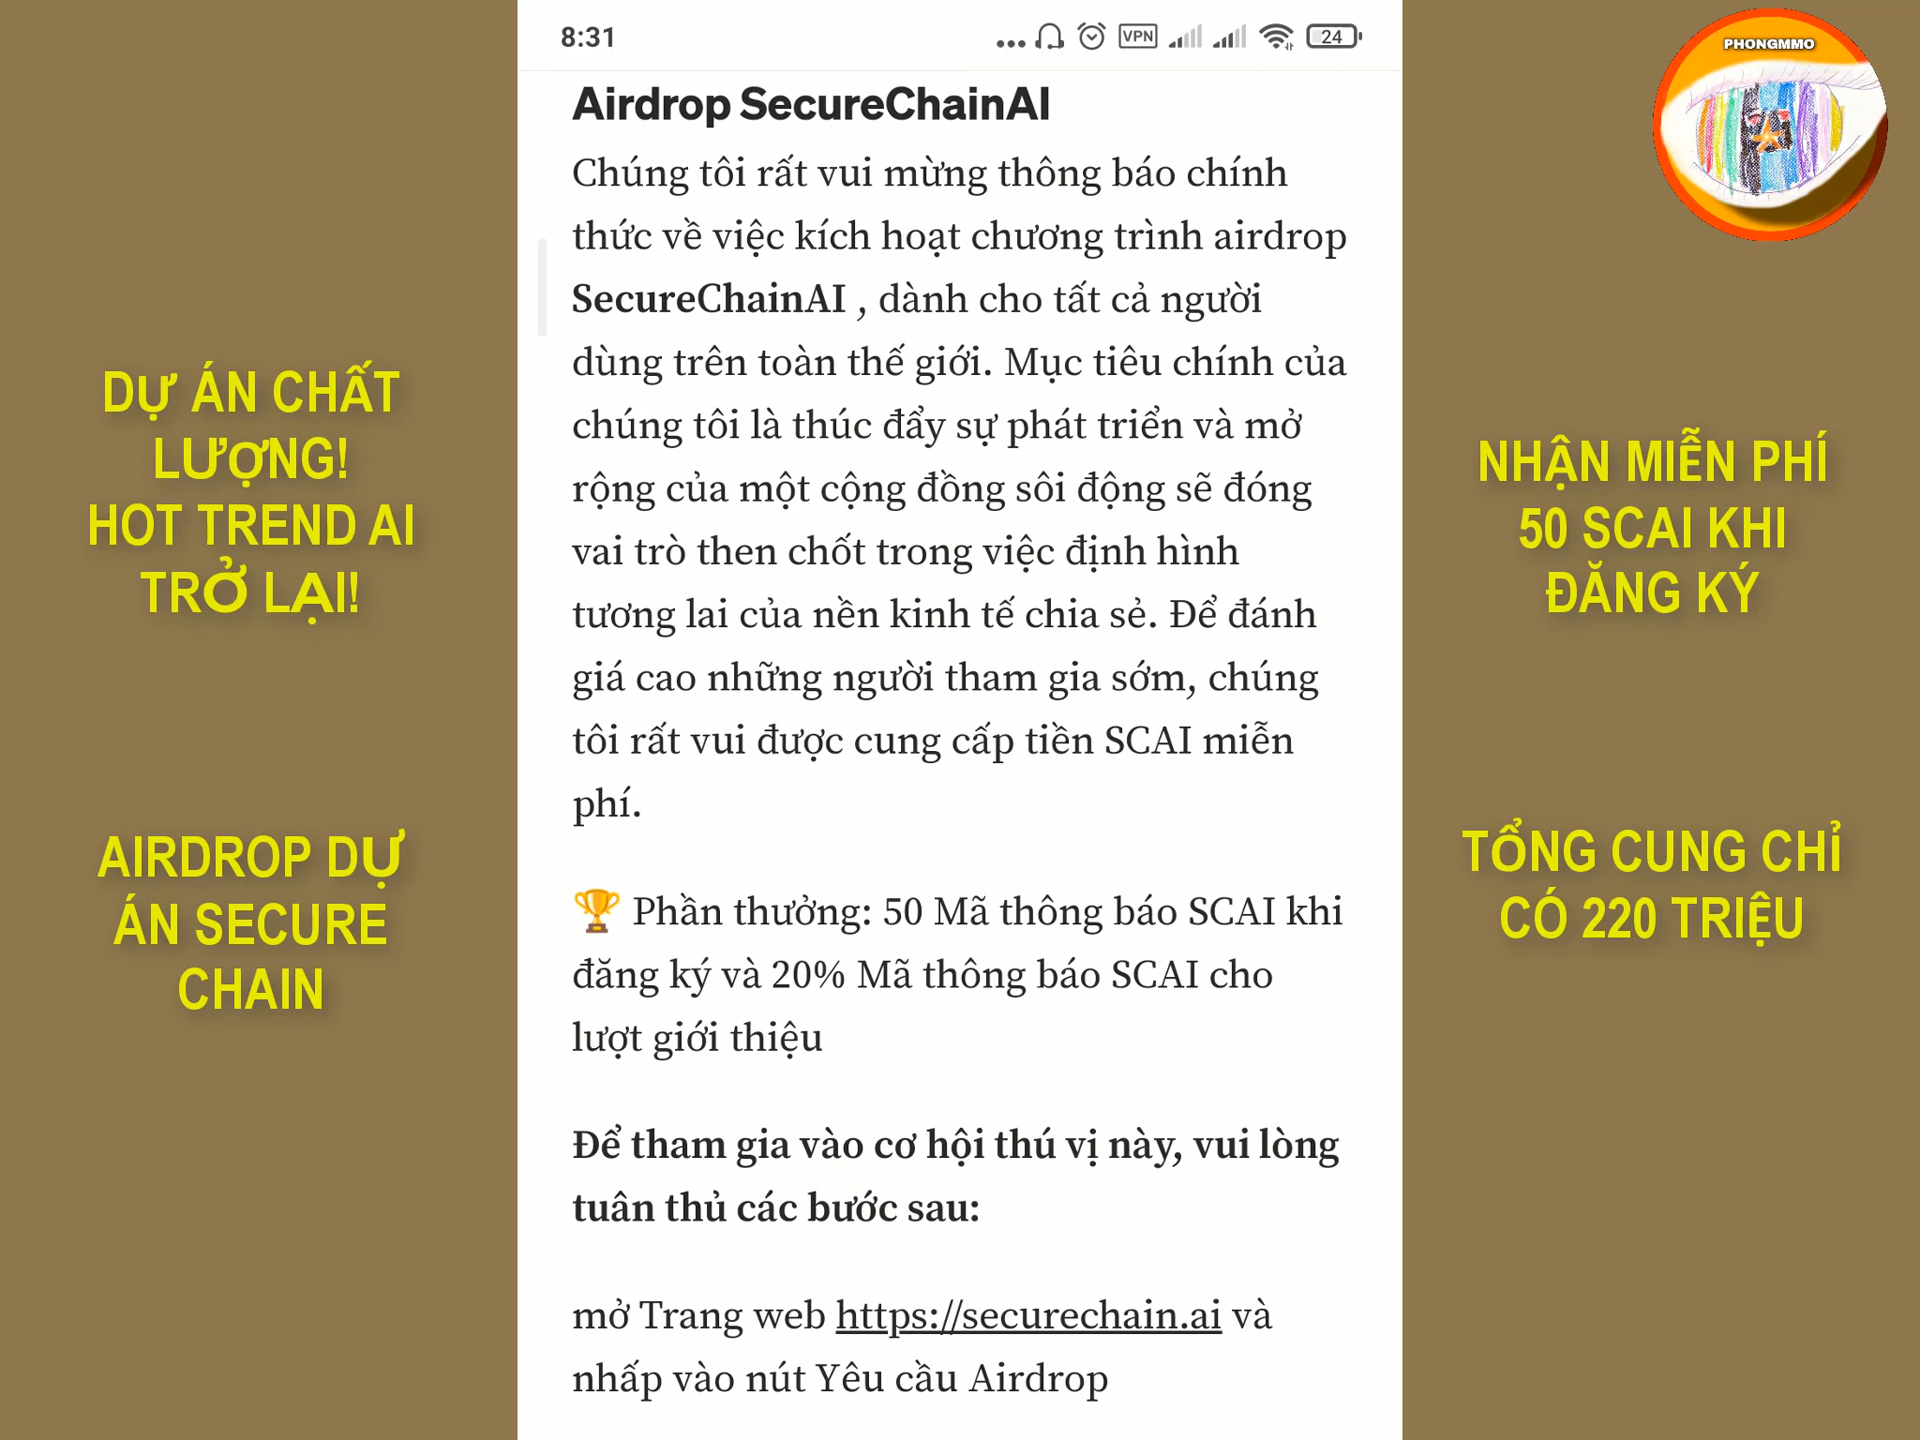 8:31
VPN
24
PHONGMMO
Airdrop SecureChainAI
Chúng tôi rất vui mừng thông báo chính
thức về việc kích hoạt chương trình airdrop
SecureChainAI , dành cho tất cả người
dùng trên toàn thế giới. Mục tiêu chính của
chúng tôi là thúc đẩy sự phát triển và mở
rộng của một cộng đồng sôi động sẽ đóng
vai trò then chốt trong việc định hình
tương lai của nền kinh tế chia sẻ. Để đánh
giá cao những người tham gia sớm, chúng
tôi rất vui được cung cấp tiền SCAI miễn
phí.
🏆 Phần thưởng: 50 Mã thông báo SCAI khi
đăng ký và 20% Mã thông báo SCAI cho
lượt giới thiệu
Để tham gia vào cơ hội thú vị này, vui lòng
tuân thủ các bước sau:
mở Trang web https://securechain.ai và
nhấp vào nút Yêu cầu Airdrop
DỰ ÁN CHẤT
LƯỢNG!
HOT TREND AI
TRỞ LẠI!
AIRDROP DỰ
ÁN SECURE
CHAIN
NHẬN MIỄN PHÍ
50 SCAI KHI
ĐĂNG KÝ
TỔNG CUNG CHỈ
CÓ 220 TRIỆU